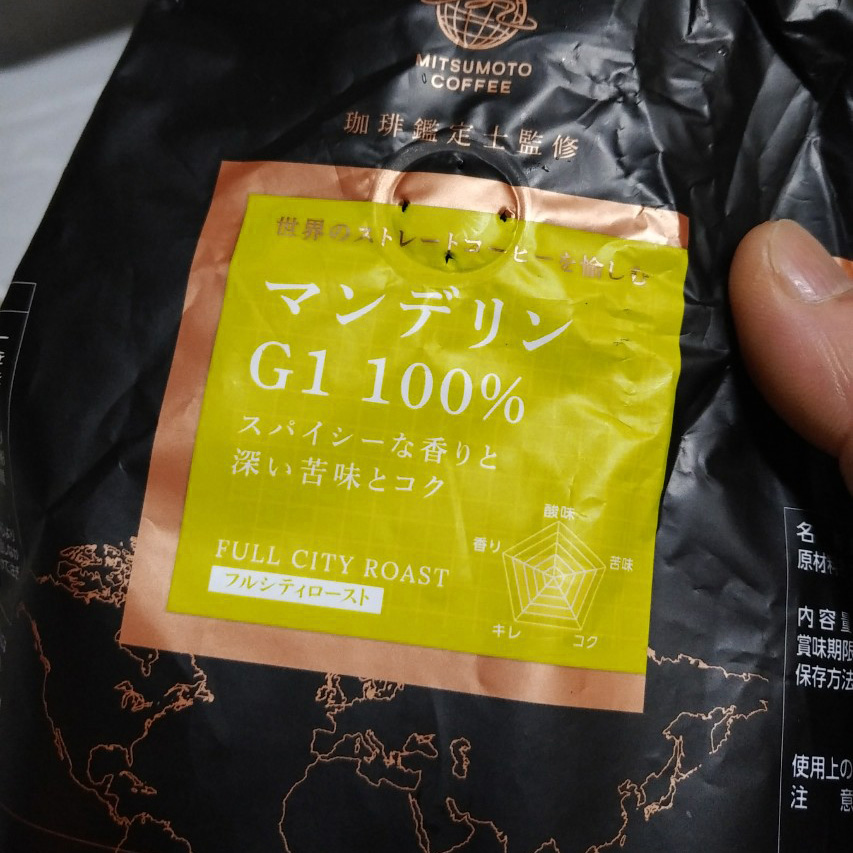 MITSUMOTO
COFFEE
珈琲鑑定士監修
世界のストレートコーヒーを愉しむ
マンデリン
G1 100%
スパイシーな香りと
深い苦味とコク
酸味
香り
苦味
キレ
コク
FULL CITY ROAST
フルシティロースト
名
原材料
内容量
賞味期限
保存方法
使用上の
注 意